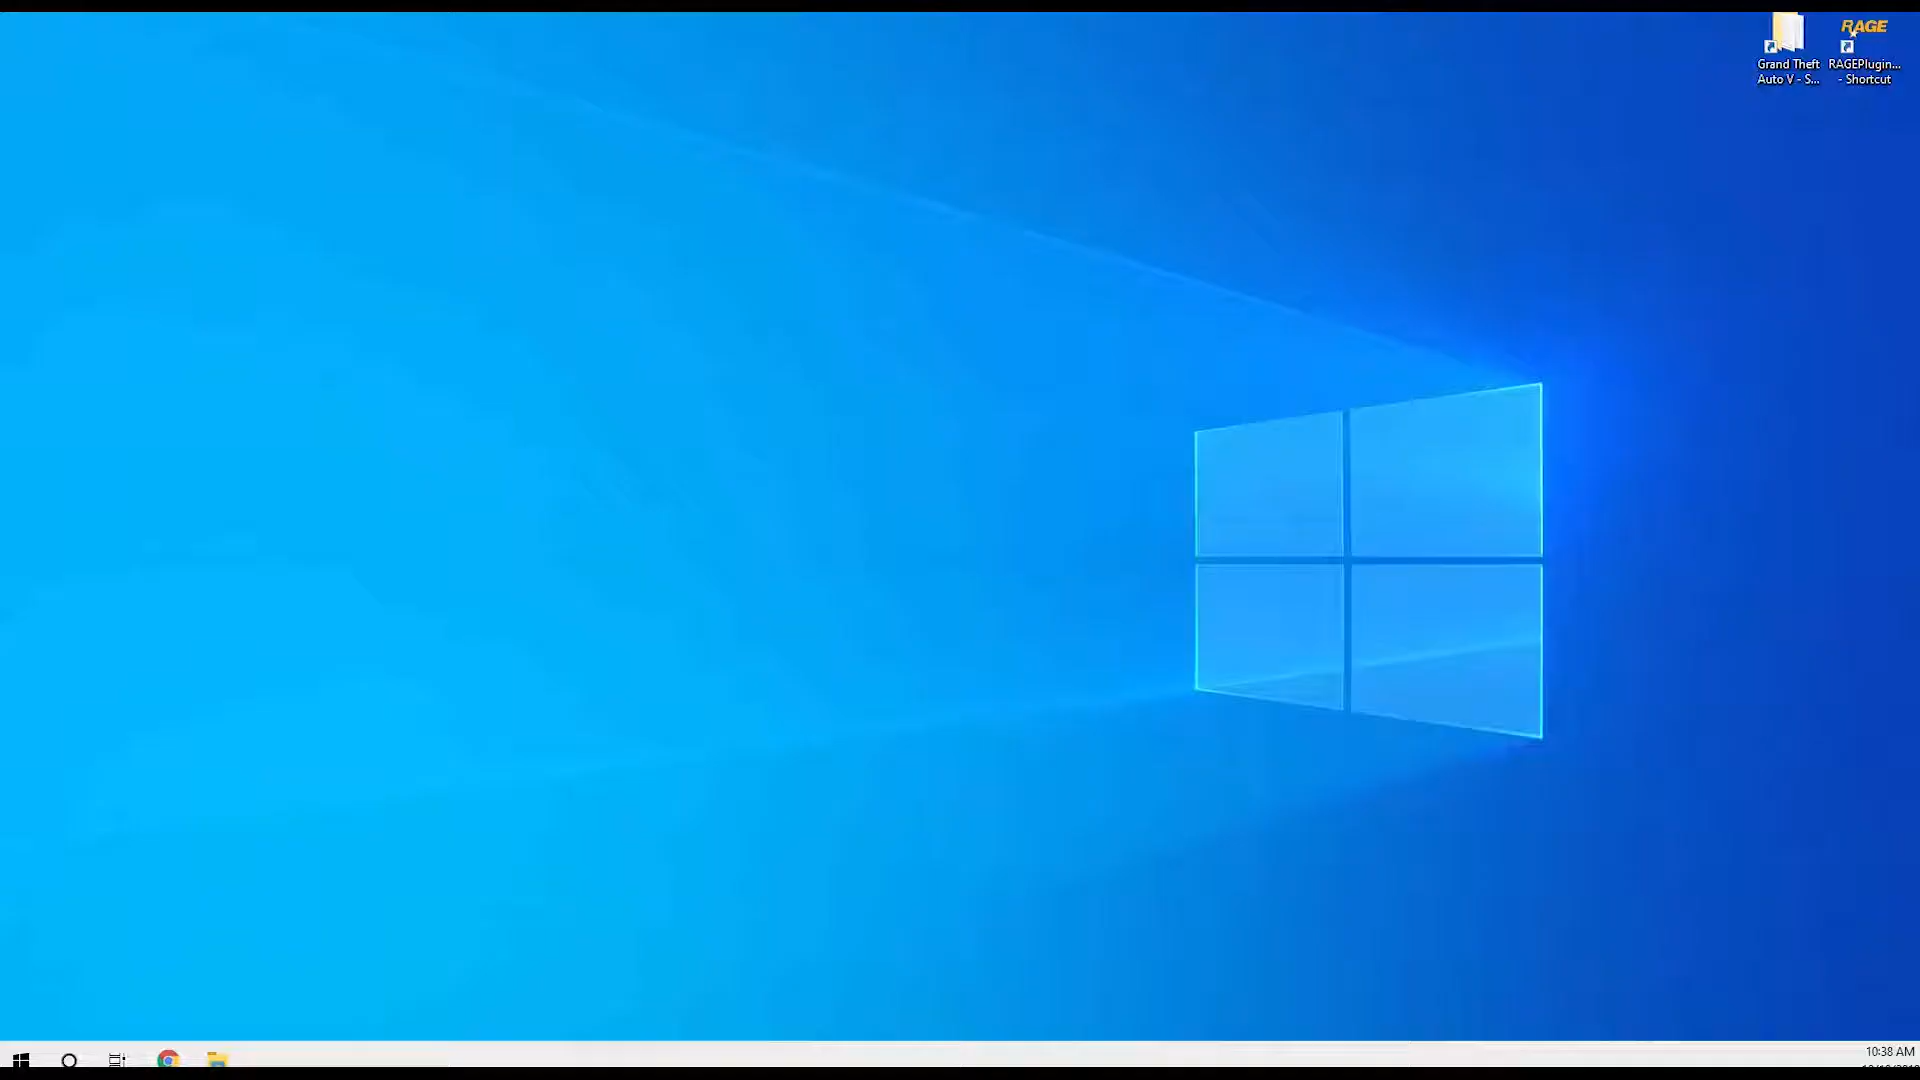 RAGE
Grand Theft
Auto V - S...
RAGEPlugin...
- Shortcut
10:38 AM